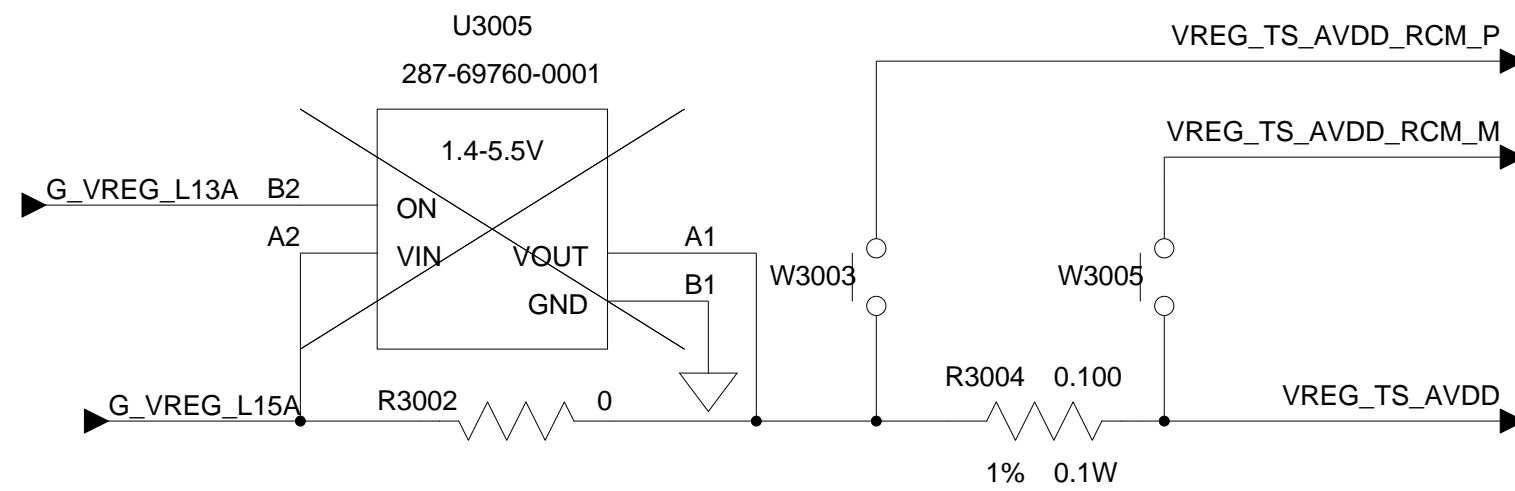 U3005
287-69760-0001
VREG_TS_AVDD_RCM_P
1.4-5.5V
VREG_TS_AVDD_RCM_M
G_VREG_L13A B2
ON
A2
VIN VOUT A1
B1
GND
W3003
W3005
R3004 0.100
G_VREG_L15A
R3002 0
VREG_TS_AVDD
1% 0.1W